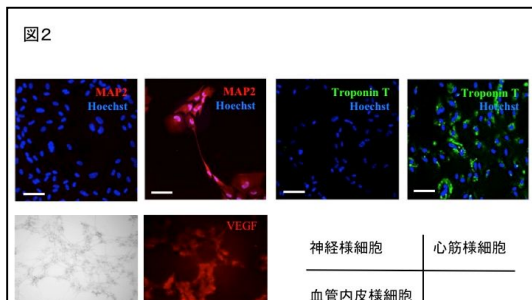 図2
MAP2
Hoechst
MAP2
Hoechst
Troponin T
Hoechst
Troponin T
Hoechst
VEGF
神経様細胞
心筋様細胞
血管内皮様細胞